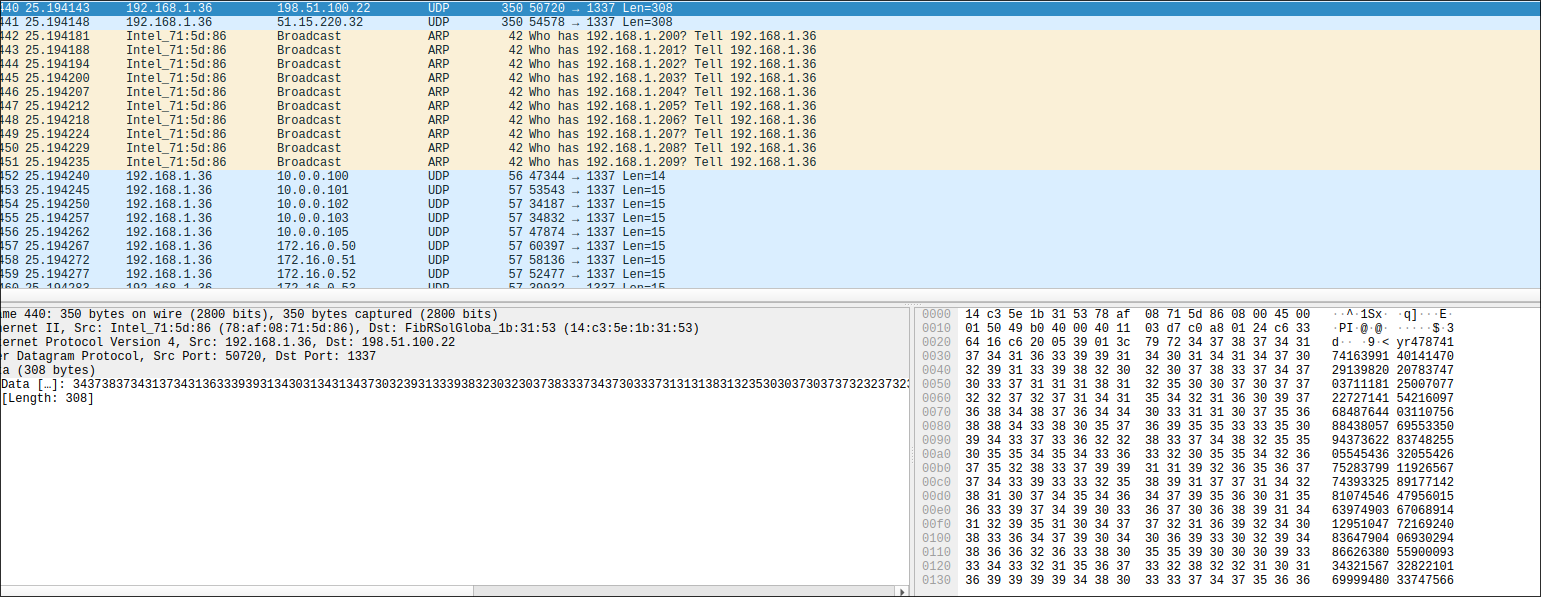 440 25.194143 192.168.1.36 198.51.100.22 UDP 350 50720 → 1337 Len=308
441 25.194148 192.168.1.36 51.15.220.32 UDP 350 54578 → 1337 Len=308
442 25.194181 Intel_71:5d:86 Broadcast ARP 42 Who has 192.168.1.200? Tell 192.168.1.36
443 25.194188 Intel_71:5d:86 Broadcast ARP 42 Who has 192.168.1.201? Tell 192.168.1.36
444 25.194194 Intel_71:5d:86 Broadcast ARP 42 Who has 192.168.1.202? Tell 192.168.1.36
445 25.194200 Intel_71:5d:86 Broadcast ARP 42 Who has 192.168.1.203? Tell 192.168.1.36
446 25.194207 Intel_71:5d:86 Broadcast ARP 42 Who has 192.168.1.204? Tell 192.168.1.36
447 25.194212 Intel_71:5d:86 Broadcast ARP 42 Who has 192.168.1.205? Tell 192.168.1.36
448 25.194218 Intel_71:5d:86 Broadcast ARP 42 Who has 192.168.1.206? Tell 192.168.1.36
449 25.194224 Intel_71:5d:86 Broadcast ARP 42 Who has 192.168.1.207? Tell 192.168.1.36
450 25.194229 Intel_71:5d:86 Broadcast ARP 42 Who has 192.168.1.208? Tell 192.168.1.36
451 25.194235 Intel_71:5d:86 Broadcast ARP 42 Who has 192.168.1.209? Tell 192.168.1.36
452 25.194240 192.168.1.36 10.0.0.100 UDP 56 47344 → 1337 Len=14
453 25.194245 192.168.1.36 10.0.0.101 UDP 57 53543 → 1337 Len=15
454 25.194250 192.168.1.36 10.0.0.102 UDP 57 34187 → 1337 Len=15
455 25.194257 192.168.1.36 10.0.0.103 UDP 57 34832 → 1337 Len=15
456 25.194262 192.168.1.36 10.0.0.105 UDP 57 47874 → 1337 Len=15
457 25.194267 192.168.1.36 172.16.0.50 UDP 57 60397 → 1337 Len=15
458 25.194272 192.168.1.36 172.16.0.51 UDP 57 58136 → 1337 Len=15
459 25.194277 192.168.1.36 172.16.0.52 UDP 57 52477 → 1337 Len=15
460 25.194283 192.168.1.36 172.16.0.53 UDP 57 39932 → 1337 Len=15
ame 440: 350 bytes on wire (2800 bits), 350 bytes captured (2800 bits)
ernet II, Src: Intel_71:5d:86 (78:af:08:71:5d:86), Dst: FibRSolGloba_1b:31:53 (14:c3:5e:1b:31:53)
ternet Protocol Version 4, Src: 192.168.1.36, Dst: 198.51.100.22
er Datagram Protocol, Src Port: 50720, Dst Port: 1337
ta (308 bytes)
Data […]: 3437383734313734313633393931343031343134373032393133393832303230373833373437303337313131383132353030373037373232373237323
[Length: 308]
0000 14 c3 5e 1b 31 53 78 af 08 71 5d 86 08 00 45 00 ··^·1Sx· ·q]···E·
0010 01 50 49 b0 40 00 40 11 03 d7 c0 a8 01 24 c6 33 ·PI·@·@· ·····$·3
0020 64 16 c6 20 05 39 01 3c 79 72 34 37 38 37 34 31 d·· ·9·< yr478741
0030 37 34 31 36 33 39 39 31 34 30 31 34 31 34 37 30 74163991 40141470
0040 32 39 31 33 39 38 32 30 32 30 37 38 33 37 34 37 29139820 20783747
0050 30 33 37 31 31 31 38 31 32 35 30 30 37 30 37 37 03711181 25007077
0060 32 32 37 32 37 31 34 31 35 34 32 31 36 30 39 37 22727141 54216097
0070 36 38 34 38 37 36 34 34 30 33 31 31 30 37 35 36 68487644 03110756
0080 38 38 34 33 38 30 35 37 36 39 35 35 33 33 35 30 88438057 69553350
0090 39 34 33 37 33 36 32 32 38 33 37 34 38 32 35 35 94373622 83748255
00a0 30 35 35 34 35 34 33 36 33 32 30 35 35 34 32 36 05545436 32055426
00b0 37 35 32 38 33 37 39 39 31 31 39 32 36 35 36 37 75283799 11926567
00c0 37 34 33 39 33 33 32 35 38 39 31 37 37 31 34 32 74393325 89177142
00d0 38 31 30 37 34 35 34 36 34 37 39 35 36 30 31 35 81074546 47956015
00e0 36 33 39 37 34 39 30 33 36 37 30 36 38 39 31 34 63974903 67068914
00f0 31 32 39 35 31 30 34 37 37 32 31 36 39 32 34 30 12951047 72169240
0100 38 33 36 34 37 39 30 34 30 36 39 33 30 32 39 34 83647904 06930294
0110 38 36 36 32 36 33 38 30 35 35 39 30 30 30 39 33 86626380 55900093
0120 33 34 33 32 31 35 36 37 33 32 38 32 32 31 30 31 34321567 32822101
0130 36 39 39 39 39 34 38 30 33 33 37 34 37 35 36 36 69999480 33747566